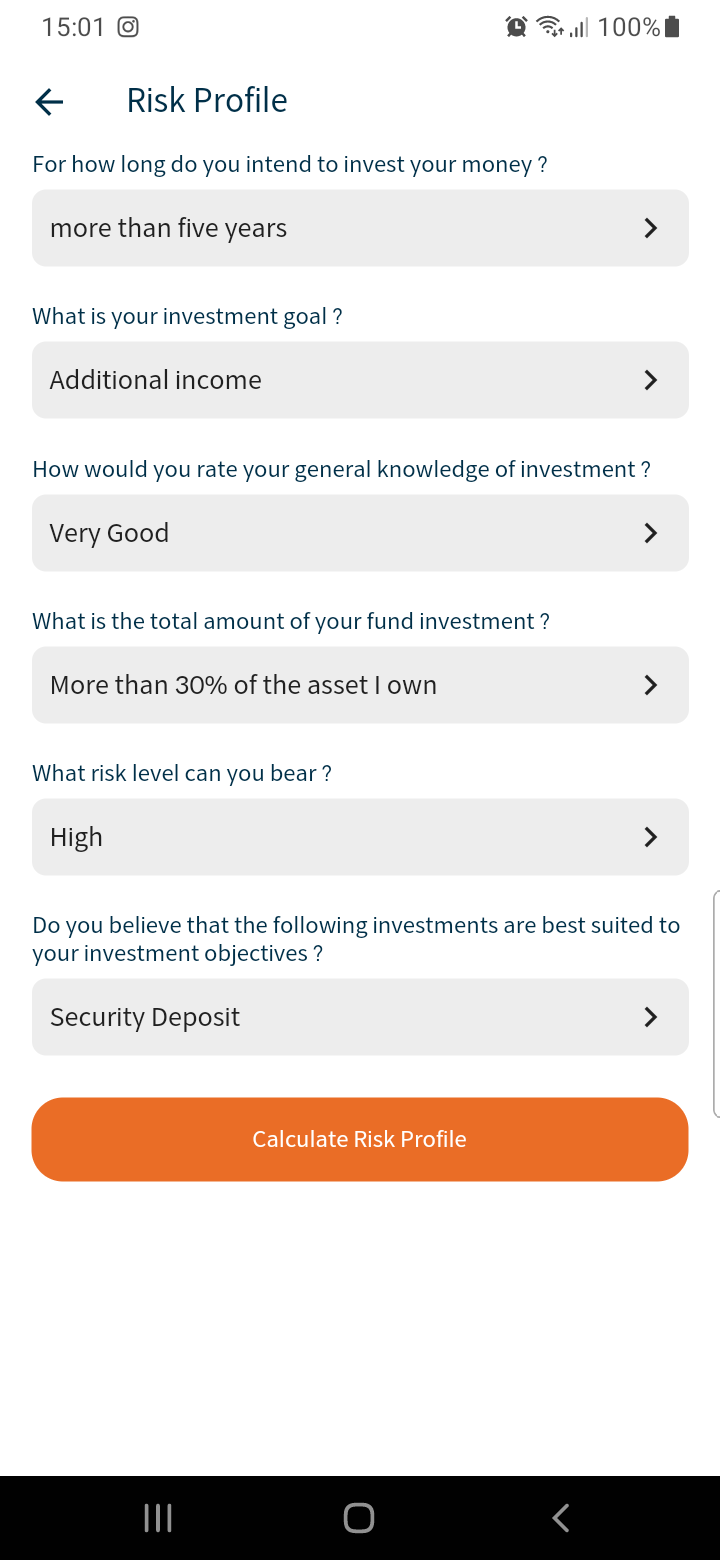 15:01
100%
Risk Profile
For how long do you intend to invest your money ?
more than five years
What is your investment goal ?
Additional income
How would you rate your general knowledge of investment ?
Very Good
What is the total amount of your fund investment ?
More than 30% of the asset I own
What risk level can you bear ?
High
Do you believe that the following investments are best suited to
your investment objectives ?
Security Deposit
Calculate Risk Profile